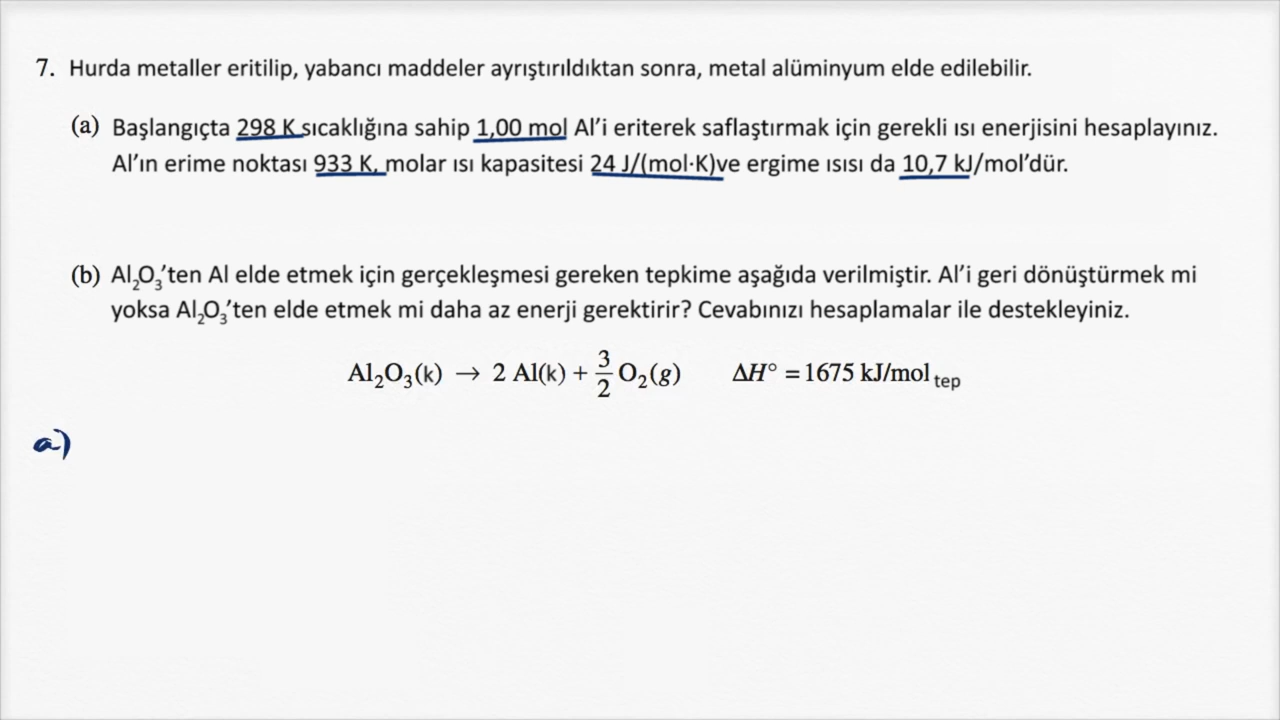 7. Hurda metaller eritilip, yabancı maddeler ayrıştırıldıktan sonra, metal alüminyum elde edilebilir.
(a) Başlangıçta 298 K sıcaklığına sahip 1,00 mol Al’i eriterek saflaştırmak için gerekli ısı enerjisini hesaplayınız.
Al’ın erime noktası 933 K, molar ısı kapasitesi 24 J/(mol·K)ve ergime ısısı da 10,7 kJ/mol’dür.
(b) Al₂O₃’ten Al elde etmek için gerçekleşmesi gereken tepkime aşağıda verilmiştir. Al’i geri dönüştürmek mi
yoksa Al₂O₃’ten elde etmek mi daha az enerji gerektirir? Cevabınızı hesaplamalar ile destekleyiniz.
Al₂O₃(k) → 2 Al(k) + 3/2 O₂(g) ΔH° = 1675 kJ/mol tep
a)